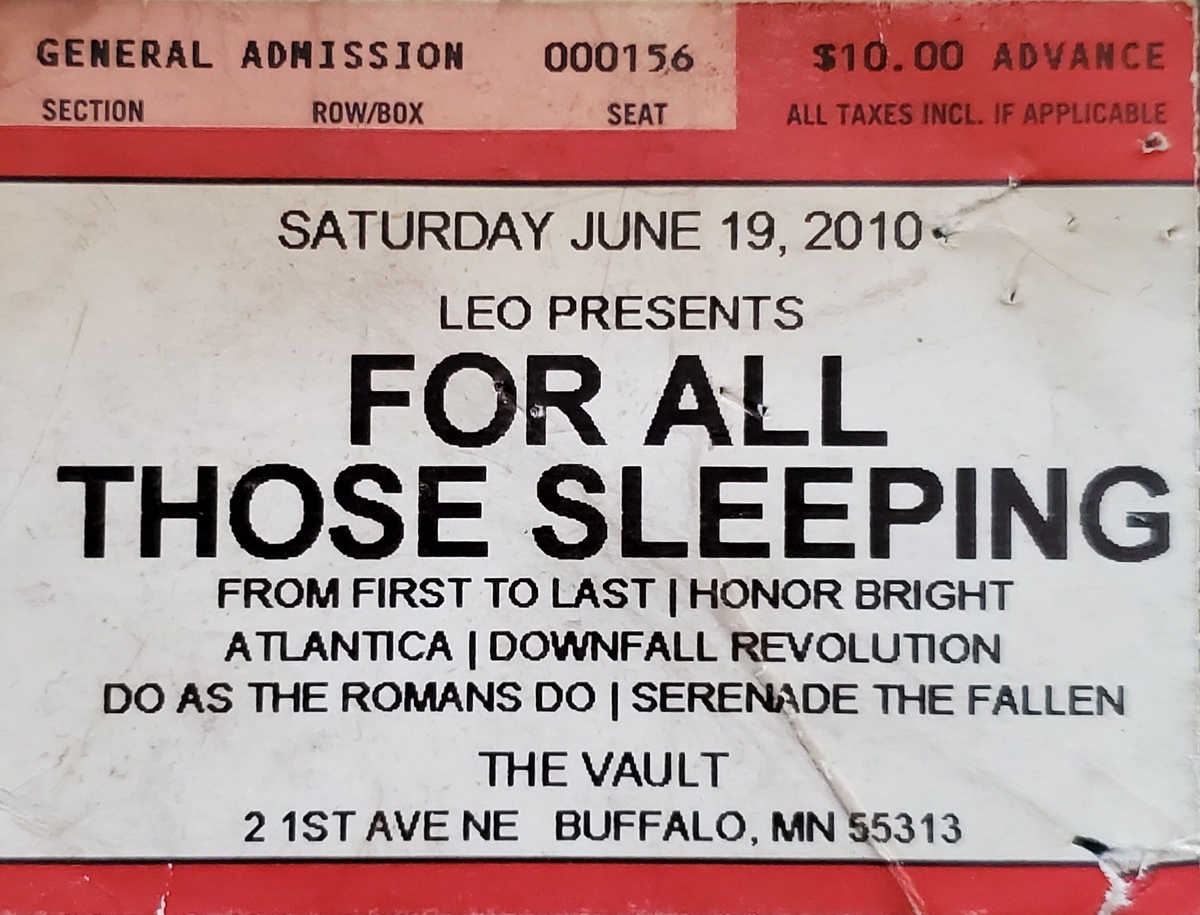 GENERAL ADMISSION 000156 $10.00 ADVANCE
SECTION ROW/BOX SEAT ALL TAXES INCL. IF APPLICABLE
SATURDAY JUNE 19, 2010
LEO PRESENTS
FOR ALL
THOSE SLEEPING
FROM FIRST TO LAST | HONOR BRIGHT
ATLANTICA | DOWNFALL REVOLUTION
DO AS THE ROMANS DO | SERENADE THE FALLEN
THE VAULT
2 1ST AVE NE BUFFALO, MN 55313